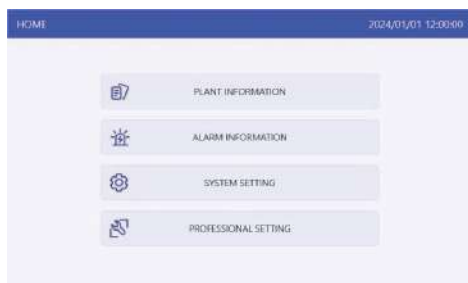 HOME
2024/01/01 12:00:00
PLANT INFORMATION
ALARM INFORMATION
SYSTEM SETTING
PROFESSIONAL SETTING